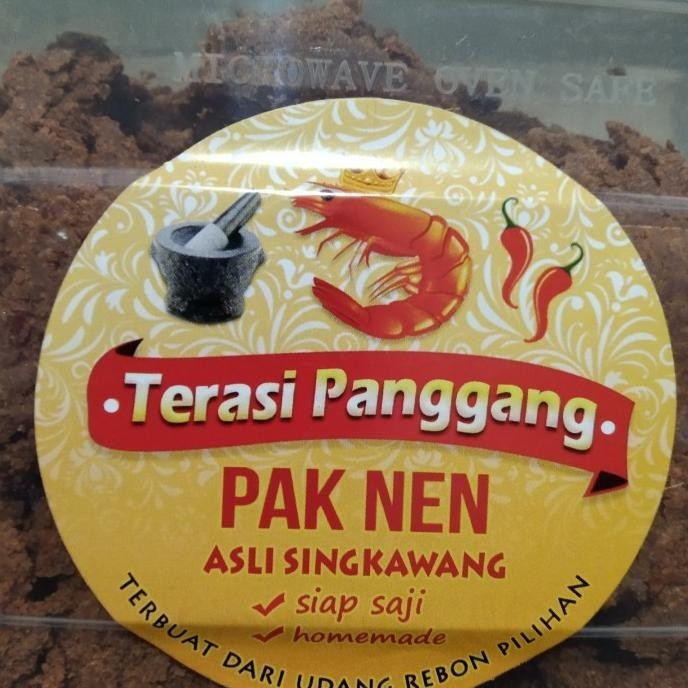 MICROWAVE OVEN SAFE
Terasi Panggang
PAK NEN
ASLI SINGKAWANG
siap saji
homemade
TERBUAT DARI UDANG REBON PILIHAN